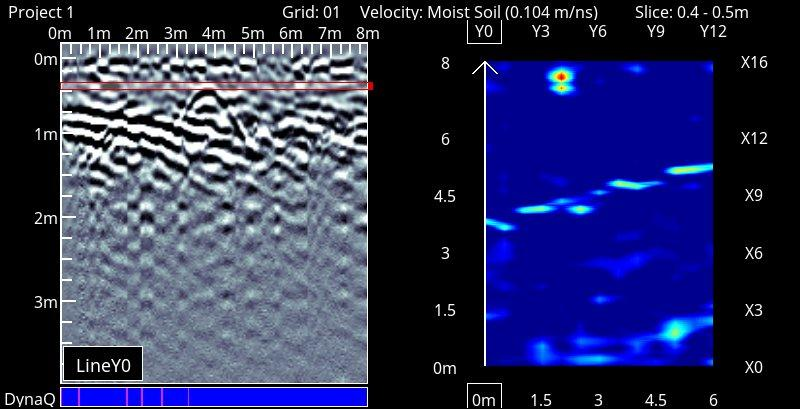 Project 1 Grid: 01 Velocity: Moist Soil (0.104 m/ns) Slice: 0.4 - 0.5m
0m 1m 2m 3m 4m 5m 6m 7m 8m
0m
1m
2m
3m
LineY0
DynaQ
Y0 Y3 Y6 Y9 Y12
8 X16
6 X12
4.5 X9
3 X6
1.5 X3
0m X0
0m 1.5 3 4.5 6